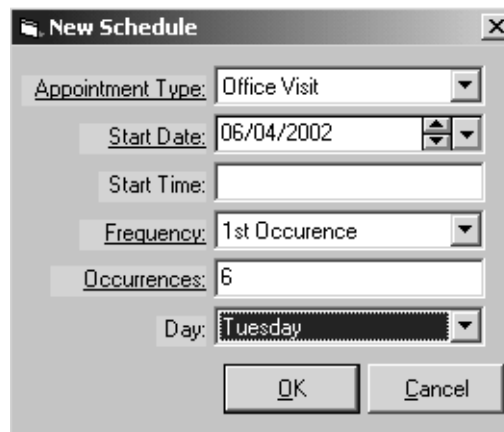 New Schedule
Appointment Type: Office Visit
Start Date: 06/04/2002
Start Time:
Frequency: 1st Occurence
Occurrences: 6
Day: Tuesday
OK Cancel